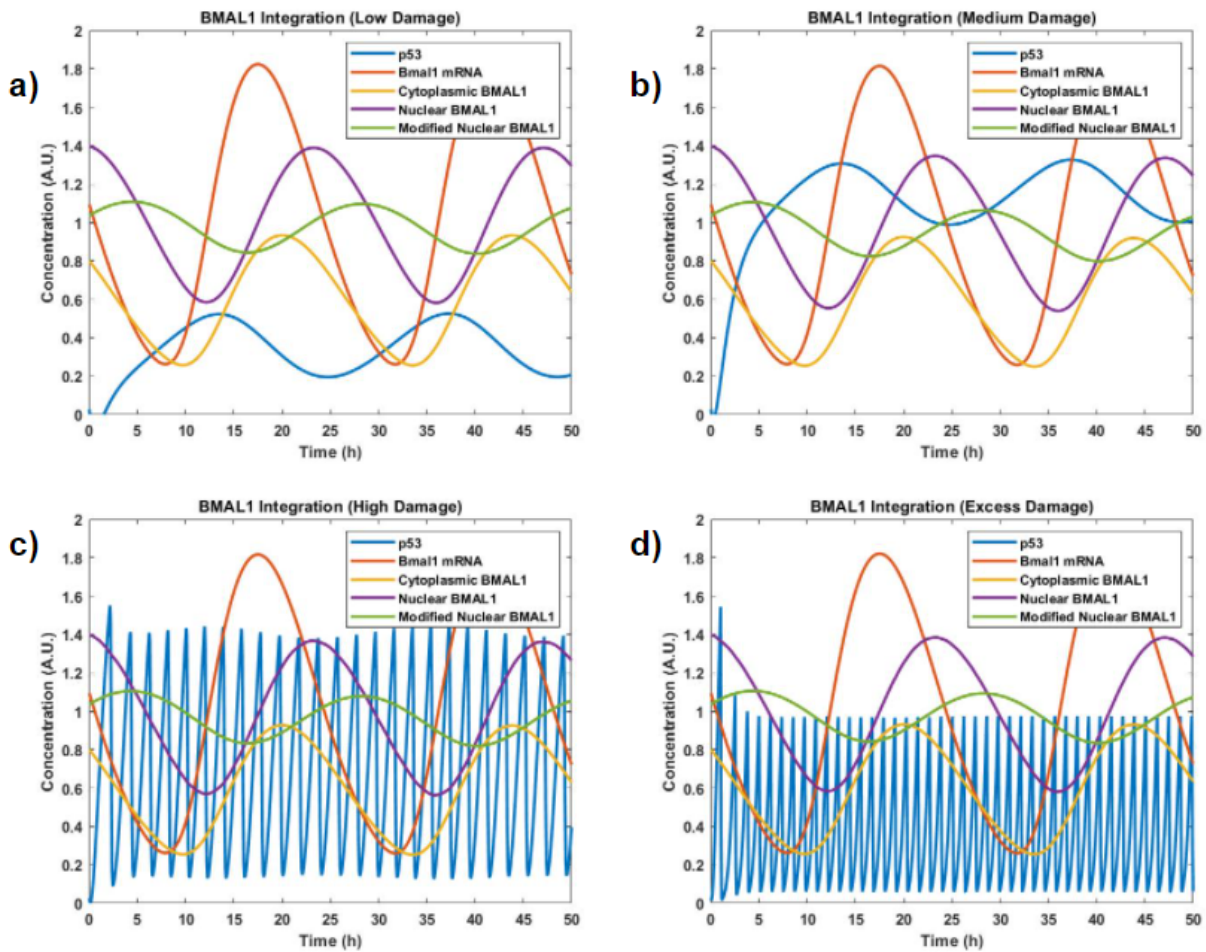 a)
BMAL1 Integration (Low Damage)
Concentration (A.U.)
2
1.8
1.6
1.4
1.2
1
0.8
0.6
0.4
0.2
0
p53
Bmal1 mRNA
Cytoplasmic BMAL1
Nuclear BMAL1
Modified Nuclear BMAL1
0 5 10 15 20 25 30 35 40 45 50
Time (h)
b)
BMAL1 Integration (Medium Damage)
Concentration (A.U.)
2
1.8
1.6
1.4
1.2
1
0.8
0.6
0.4
0.2
0
p53
Bmal1 mRNA
Cytoplasmic BMAL1
Nuclear BMAL1
Modified Nuclear BMAL1
0 5 10 15 20 25 30 35 40 45 50
Time (h)
c)
BMAL1 Integration (High Damage)
Concentration (A.U.)
2
1.8
1.6
1.4
1.2
1
0.8
0.6
0.4
0.2
0
p53
Bmal1 mRNA
Cytoplasmic BMAL1
Nuclear BMAL1
Modified Nuclear BMAL1
0 5 10 15 20 25 30 35 40 45 50
Time (h)
d)
BMAL1 Integration (Excess Damage)
Concentration (A.U.)
2
1.8
1.6
1.4
1.2
1
0.8
0.6
0.4
0.2
0
p53
Bmal1 mRNA
Cytoplasmic BMAL1
Nuclear BMAL1
Modified Nuclear BMAL1
0 5 10 15 20 25 30 35 40 45 50
Time (h)